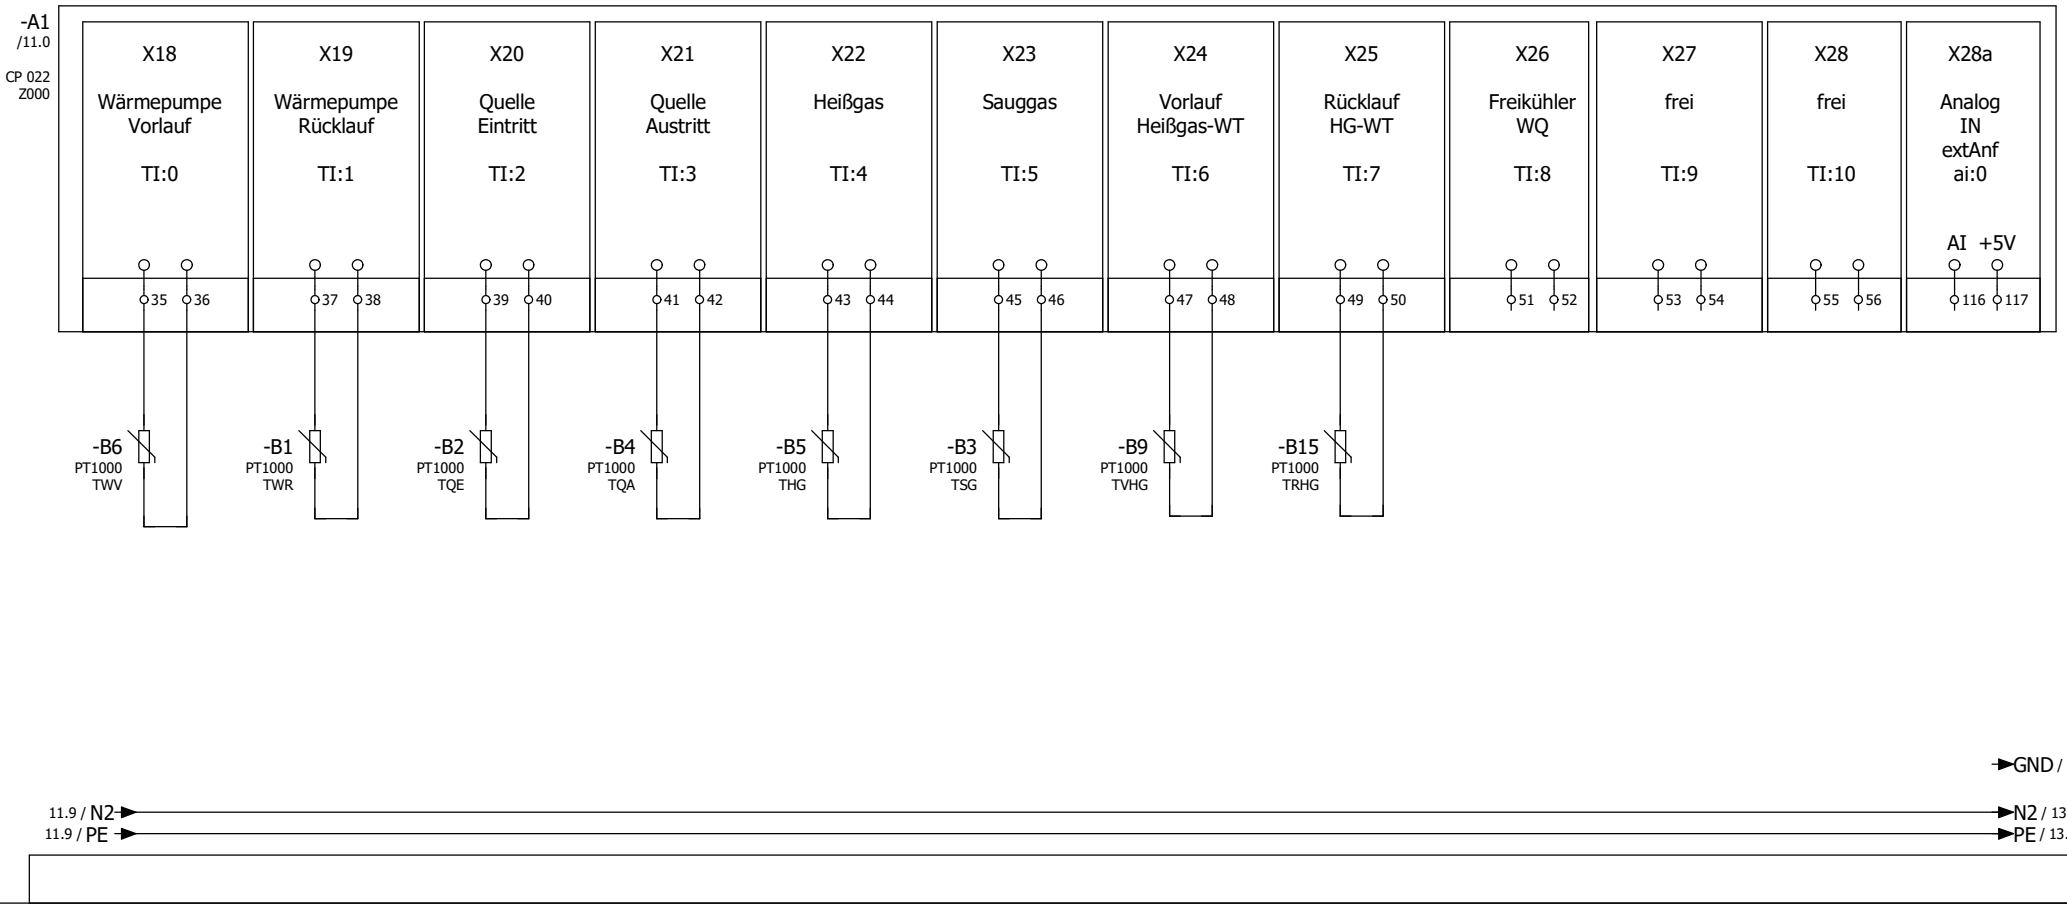 -A1
/11.0
CP 022
Z000
X18
Wärmepumpe
Vorlauf
TI:0
X19
Wärmepumpe
Rücklauf
TI:1
X20
Quelle
Eintritt
TI:2
X21
Quelle
Austritt
TI:3
X22
Heißgas
TI:4
X23
Sauggas
TI:5
X24
Vorlauf
Heißgas-WT
TI:6
X25
Rücklauf
HG-WT
TI:7
X26
Freikühler
WQ
TI:8
X27
frei
TI:9
X28
frei
TI:10
X28a
Analog
IN
extAnf
ai:0
AI +5V
35 36 37 38 39 40 41 42 43 44 45 46 47 48 49 50 51 52 53 54 55 56 116 117
-B6
PT1000
TWV
-B1
PT1000
TWR
-B2
PT1000
TQE
-B4
PT1000
TQA
-B5
PT1000
THG
-B3
PT1000
TSG
-B9
PT1000
TVHG
-B15
PT1000
TRHG
GND /
11.9 / N2
N2 / 13
11.9 / PE
PE / 13.